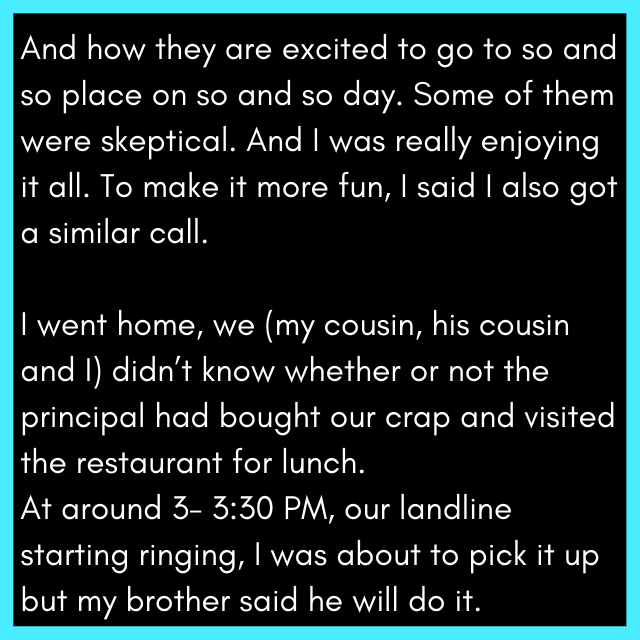 And how they are excited to go to so and
so place on so and so day. Some of them
were skeptical. And I was really enjoying
it all. To make it more fun, I said I also got
a similar call.
I went home, we (my cousin, his cousin
and I) didn't know whether or not the
principal had bought our crap and visited
the restaurant for lunch.
At around 3- 3:30 PM, our landline
starting ringing, I was about to pick it up
but my brother said he will do it.